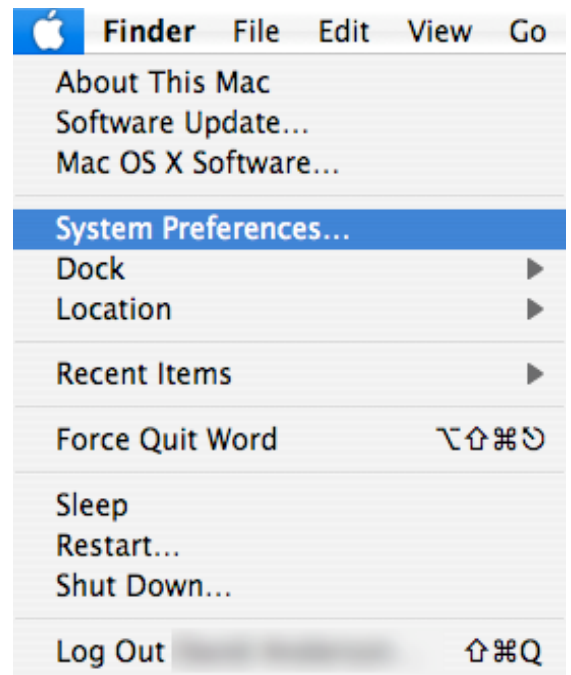 Finder File Edit View Go
About This Mac
Software Update...
Mac OS X Software...
System Preferences...
Dock
Location
Recent Items
Force Quit Word ⌥⇧⌘⎋
Sleep
Restart...
Shut Down...
Log Out ⇧⌘Q